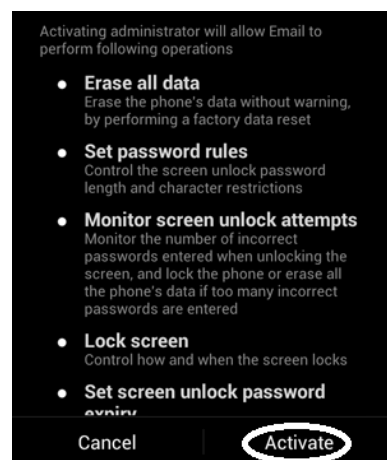 Activating administrator will allow Email to
perform following operations
● Erase all data
Erase the phone's data without warning,
by performing a factory data reset
● Set password rules
Control the screen unlock password
length and character restrictions
● Monitor screen unlock attempts
Monitor the number of incorrect
passwords entered when unlocking the
screen, and lock the phone or erase all
the phone's data if too many incorrect
passwords are entered
● Lock screen
Control how and when the screen locks
● Set screen unlock password
expiry
Cancel Activate